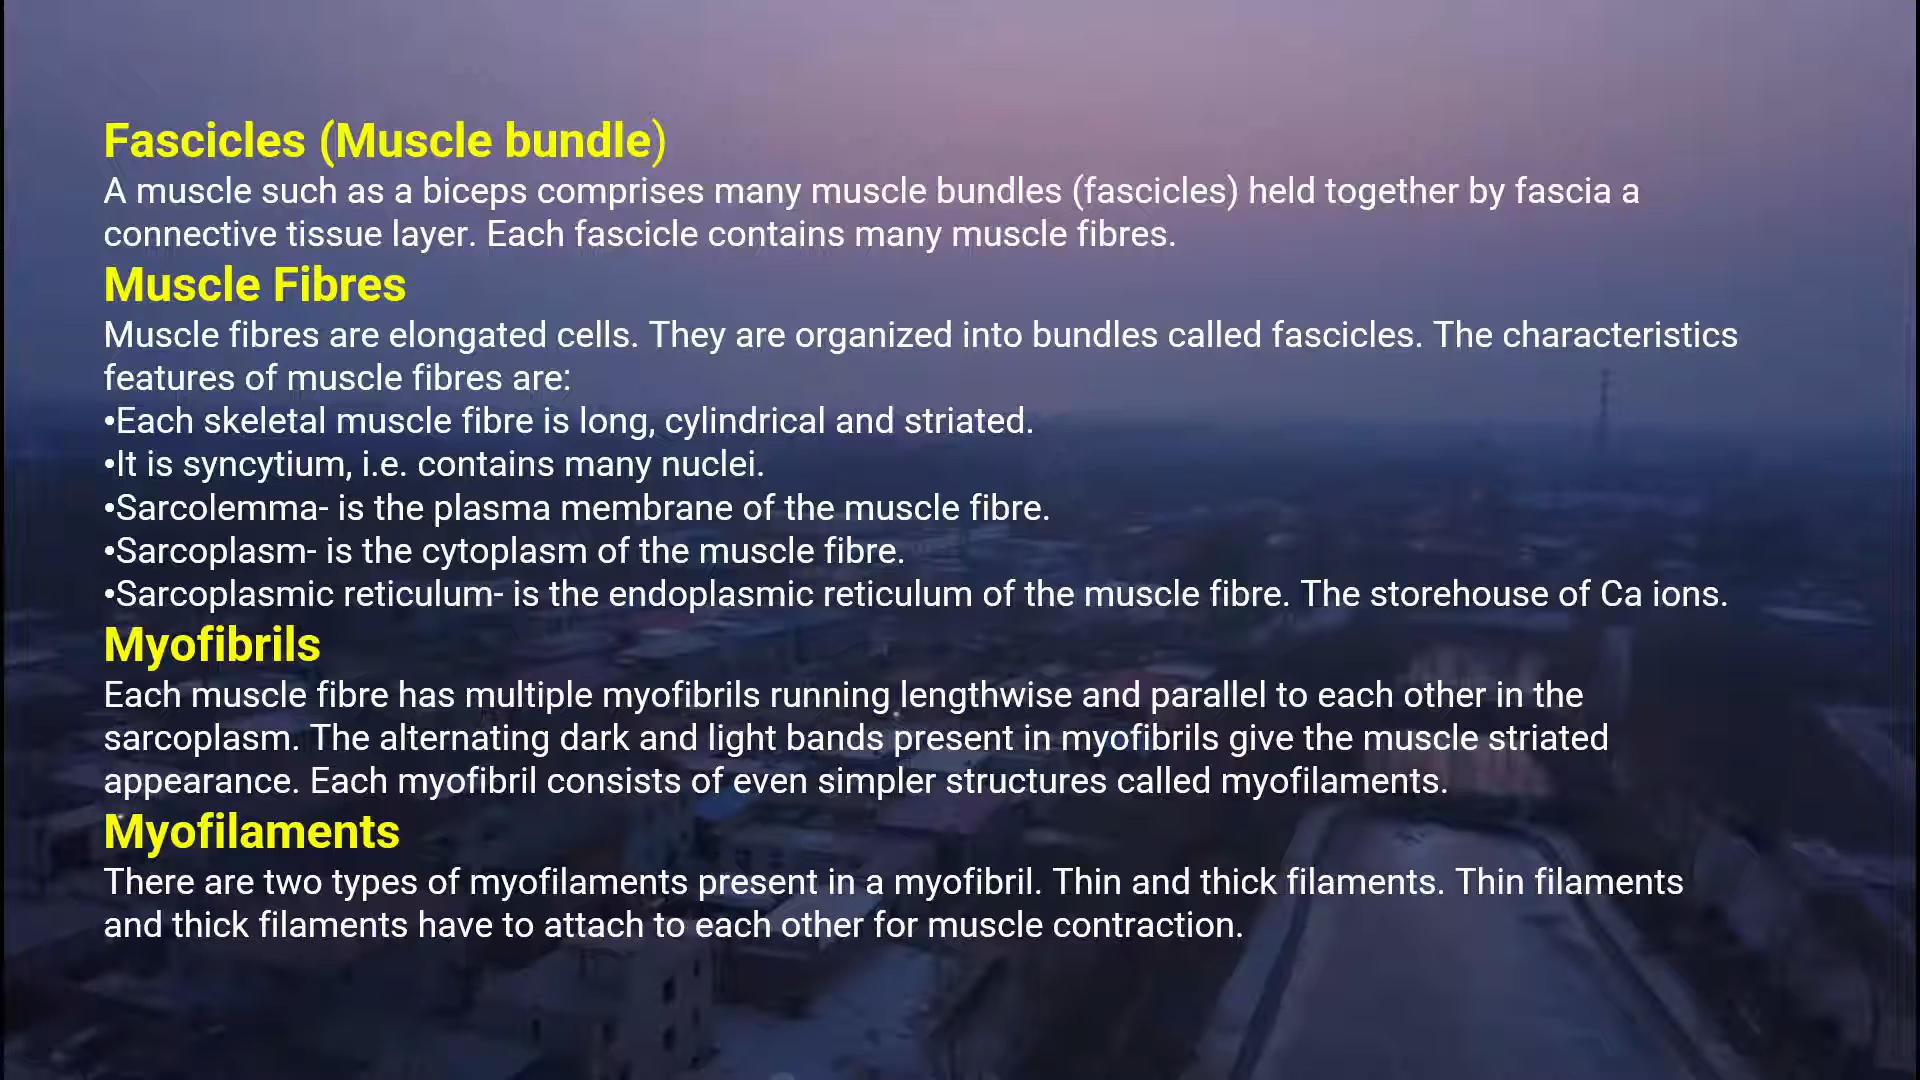 Fascicles (Muscle bundle)
A muscle such as a biceps comprises many muscle bundles (fascicles) held together by fascia a
connective tissue layer. Each fascicle contains many muscle fibres.
Muscle Fibres
Muscle fibres are elongated cells. They are organized into bundles called fascicles. The characteristics
features of muscle fibres are:
•Each skeletal muscle fibre is long, cylindrical and striated.
•It is syncytium, i.e. contains many nuclei.
•Sarcolemma- is the plasma membrane of the muscle fibre.
•Sarcoplasm- is the cytoplasm of the muscle fibre.
•Sarcoplasmic reticulum- is the endoplasmic reticulum of the muscle fibre. The storehouse of Ca ions.
Myofibrils
Each muscle fibre has multiple myofibrils running lengthwise and parallel to each other in the
sarcoplasm. The alternating dark and light bands present in myofibrils give the muscle striated
appearance. Each myofibril consists of even simpler structures called myofilaments.
Myofilaments
There are two types of myofilaments present in a myofibril. Thin and thick filaments. Thin filaments
and thick filaments have to attach to each other for muscle contraction.